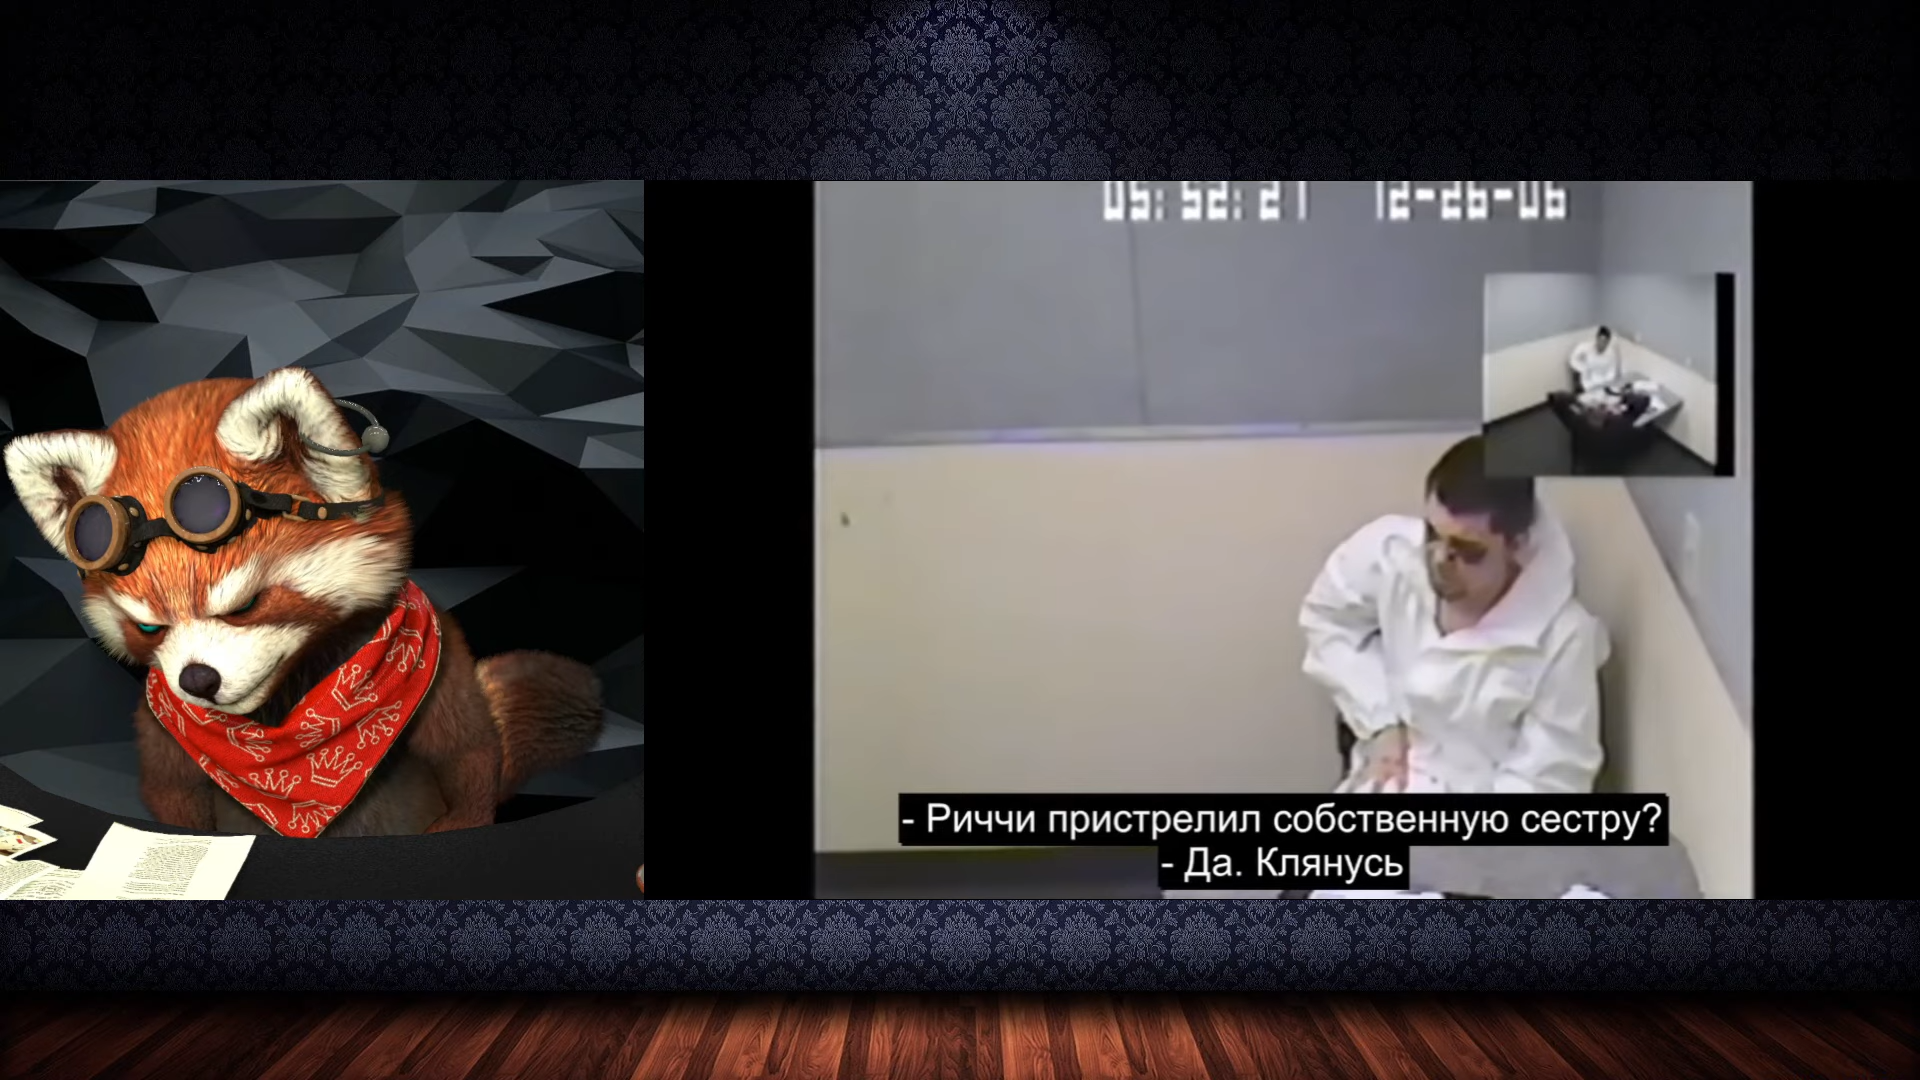 05:52:21 12-26-06
- Риччи пристрелил собственную сестру?
- Да. Клянусь